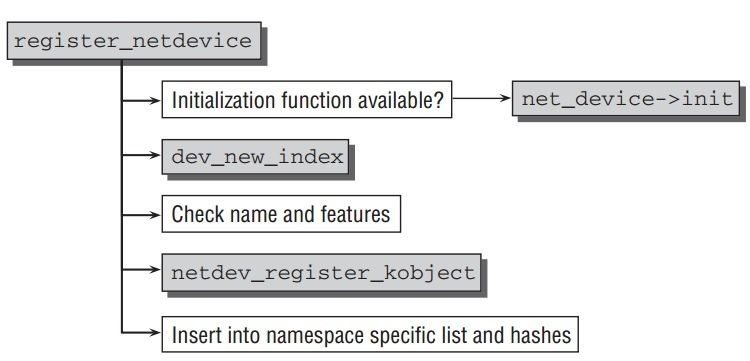 register_netdevice
Initialization function available?
net_device->init
dev_new_index
Check name and features
netdev_register_kobject
Insert into namespace specific list and hashes